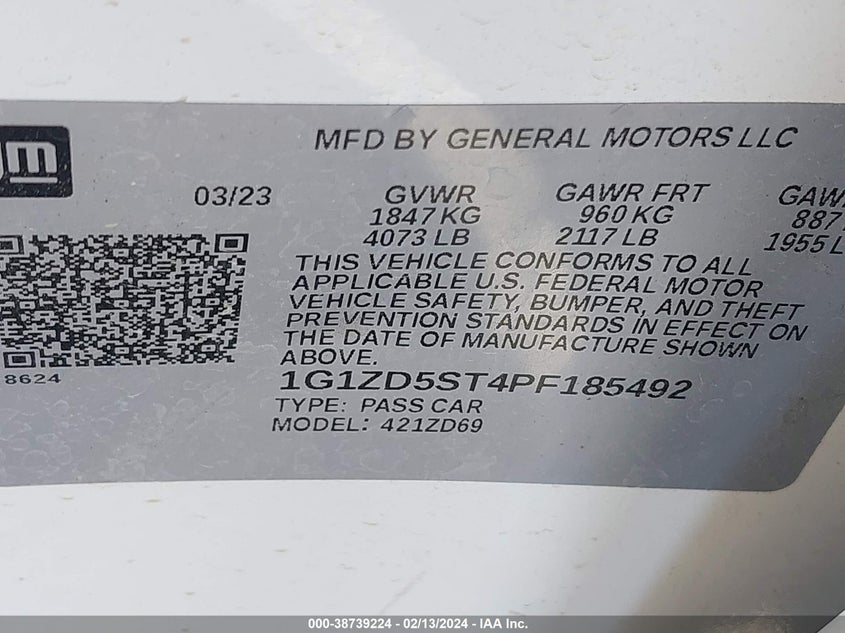 gm
MFD BY GENERAL MOTORS LLC
03/23 GVWR GAWR FRT
1847 KG 960 KG
4073 LB 2117 LB 1955 L
THIS VEHICLE CONFORMS TO ALL
APPLICABLE U.S. FEDERAL MOTOR
VEHICLE SAFETY, BUMPER, AND THEFT
PREVENTION STANDARDS IN EFFECT ON
THE DATE OF MANUFACTURE SHOWN
ABOVE.
8624
1G1ZD5ST4PF185492
TYPE: PASS CAR
MODEL: 421ZD69
000-38739224 - 02/13/2024 - IAA Inc.